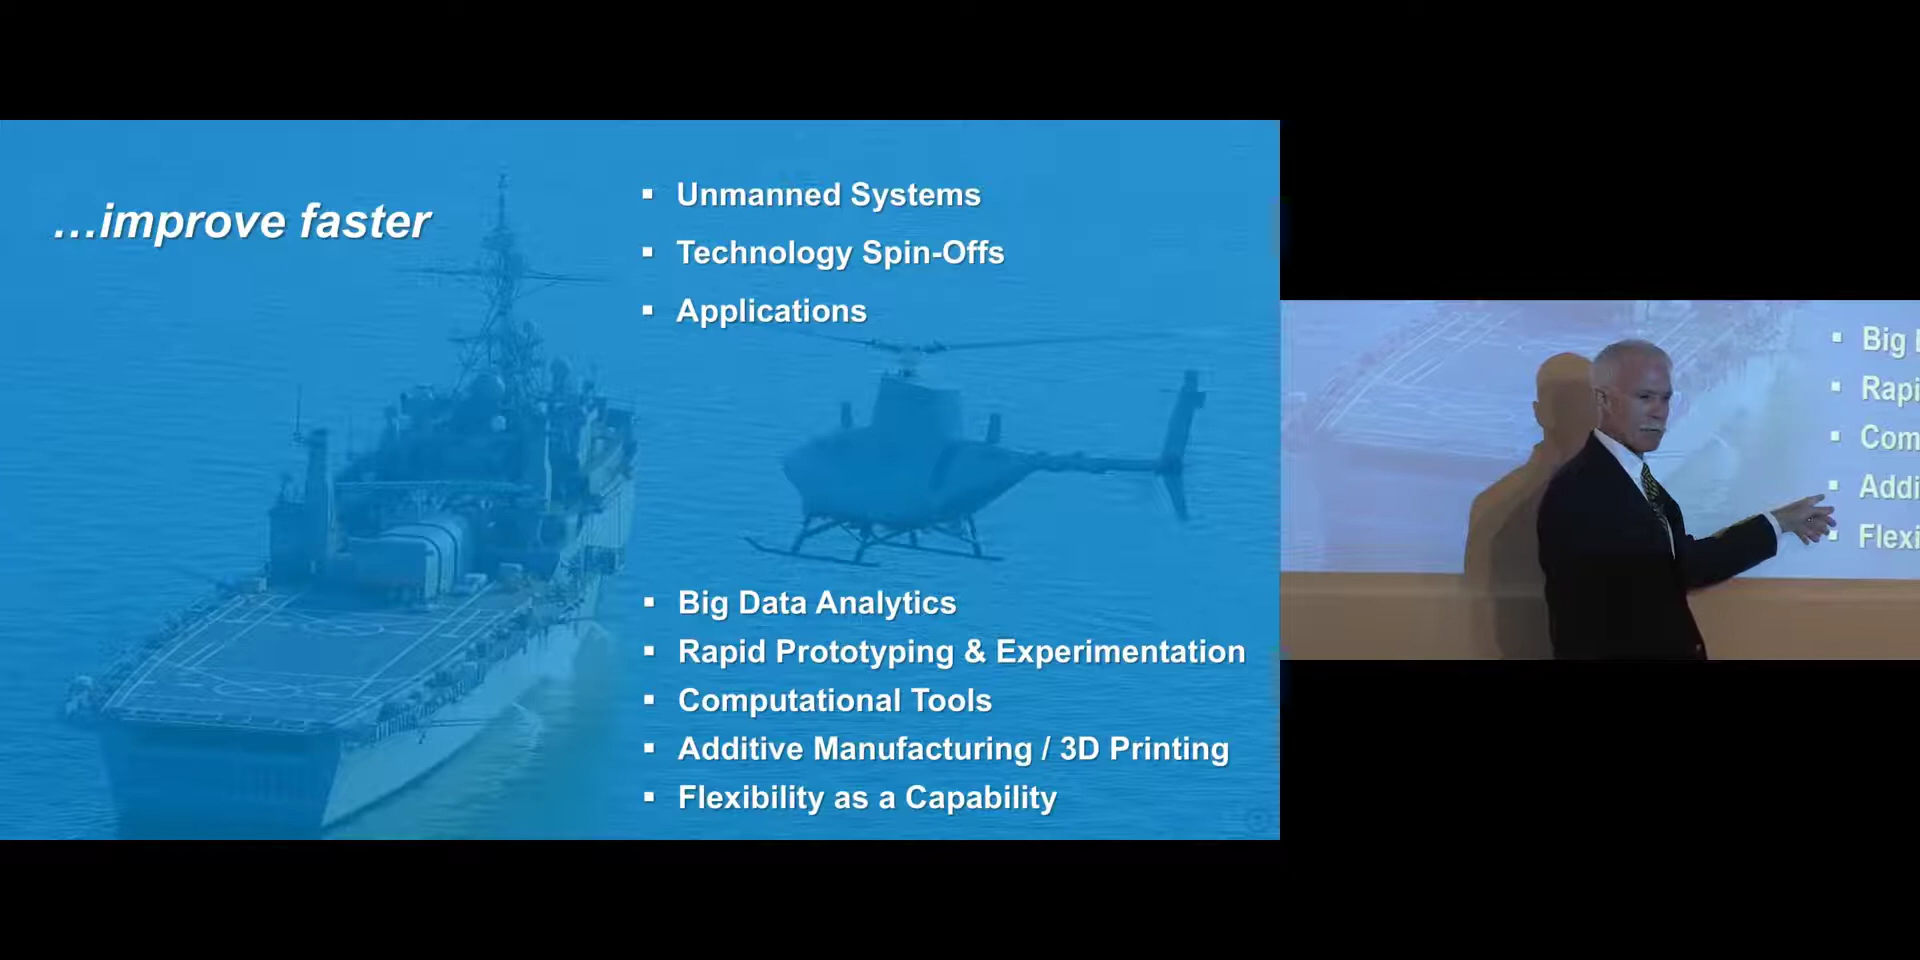 ...improve faster
▪ Unmanned Systems
▪ Technology Spin-Offs
▪ Applications
▪ Big Data Analytics
▪ Rapid Prototyping & Experimentation
▪ Computational Tools
▪ Additive Manufacturing / 3D Printing
▪ Flexibility as a Capability
▪ Big
▪ Rapi
▪ Com
▪ Addi
▪ Flexi